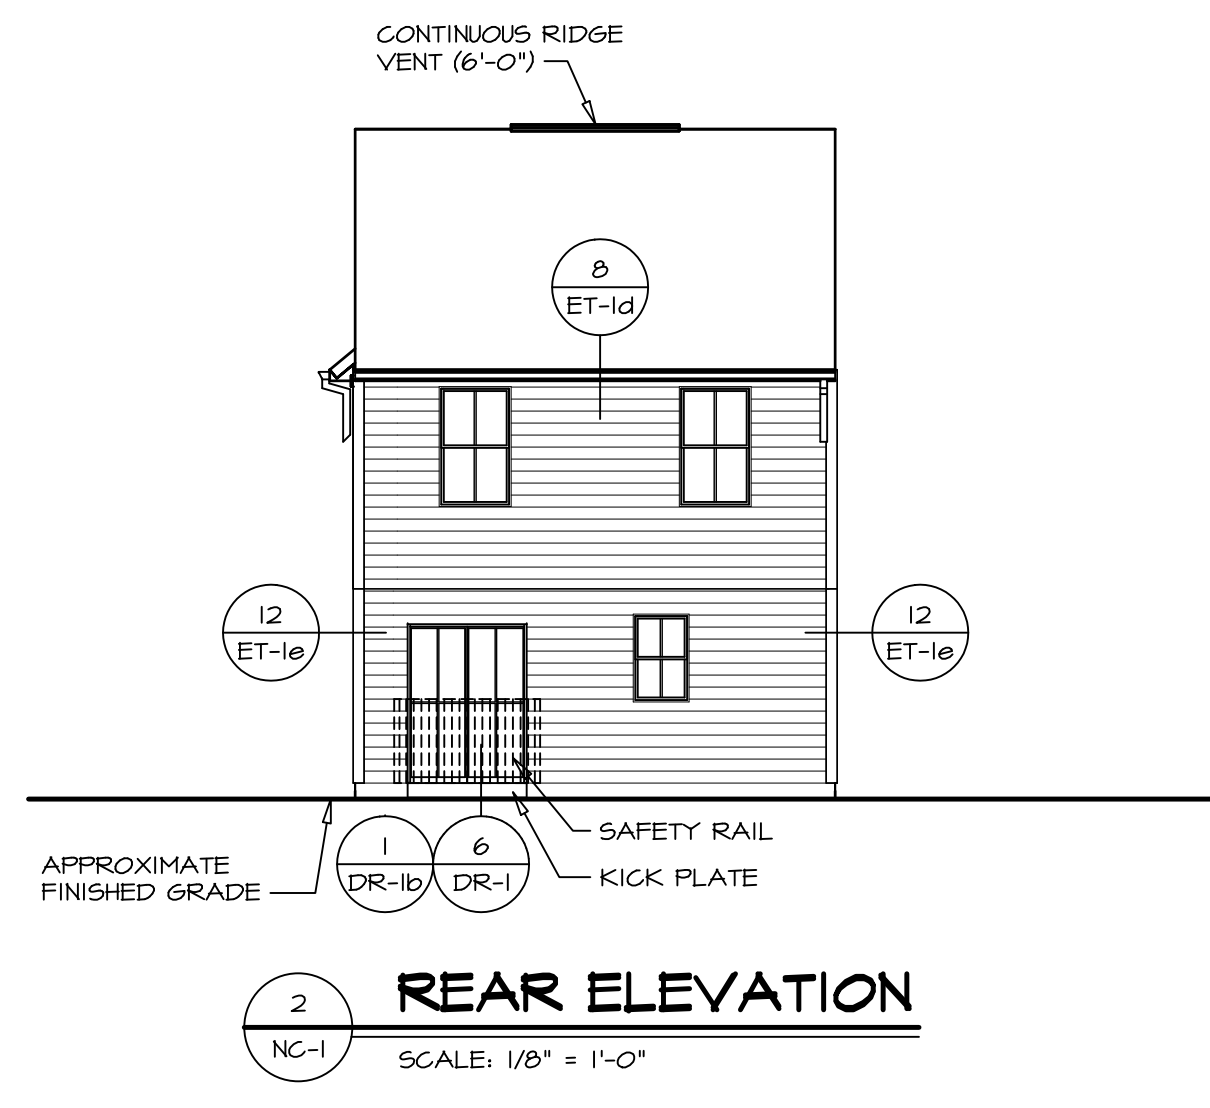 CONTINUOUS RIDGE
VENT (6'-0")
8
ET-1d
12
ET-1e
12
ET-1e
SAFETY RAIL
KICK PLATE
APPROXIMATE
FINISHED GRADE
1
DR-1b
6
DR-1
2
NC-1
REAR ELEVATION
SCALE: 1/8" = 1'-0"